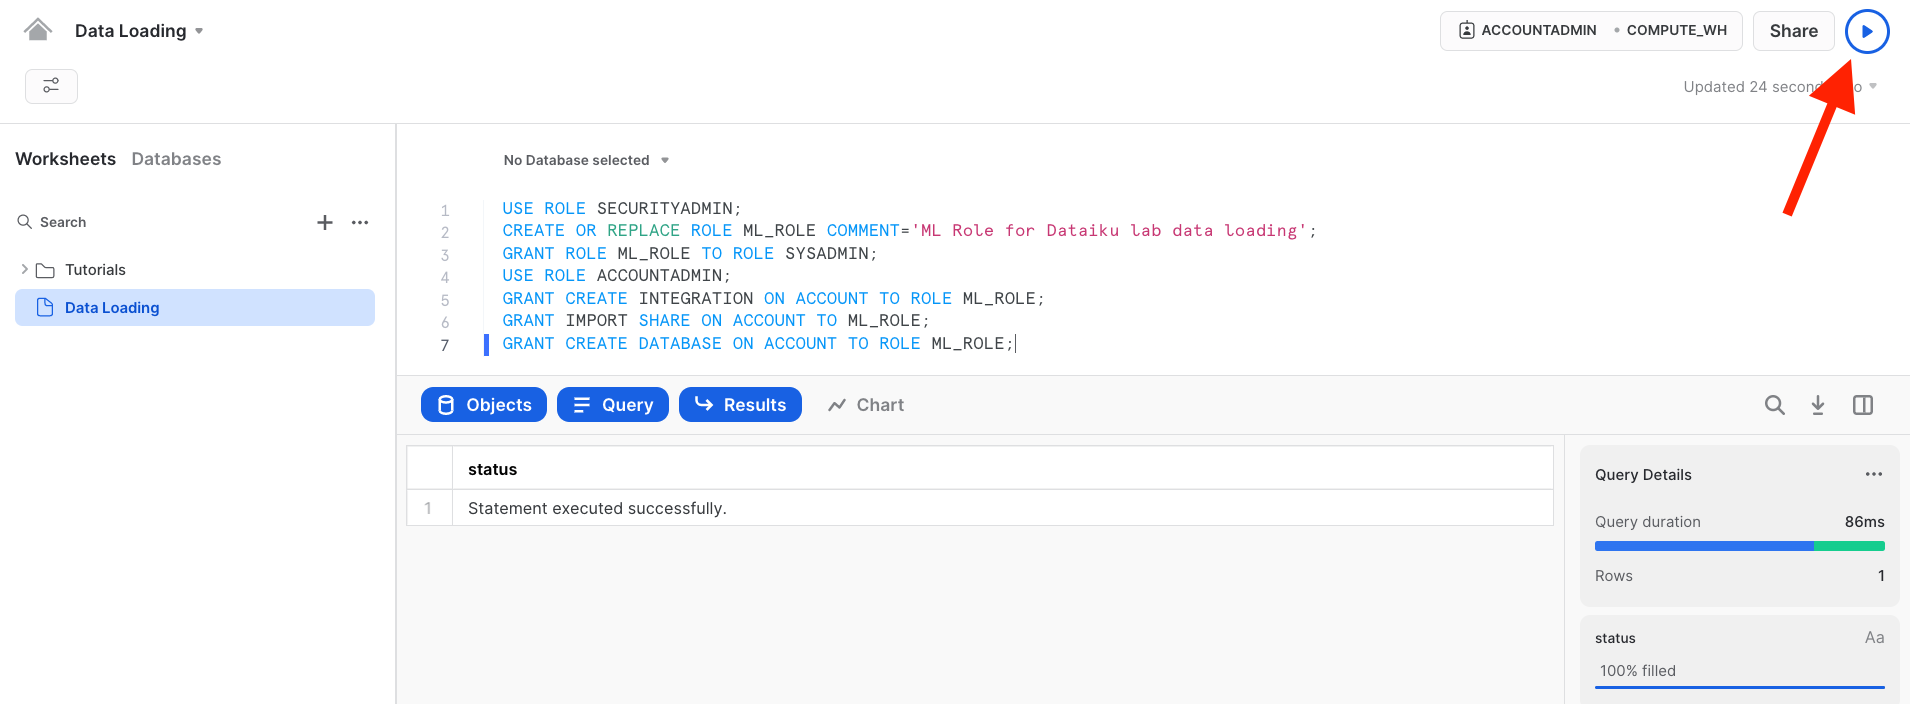 Data Loading
ACCOUNTADMIN • COMPUTE_WH
Share
Updated 24
Worksheets Databases
No Database selected
Search
Tutorials
Data Loading
1 USE ROLE SECURITYADMIN;
2 CREATE OR REPLACE ROLE ML_ROLE COMMENT='ML Role for Dataiku lab data loading';
3 GRANT ROLE ML_ROLE TO ROLE SYSADMIN;
4 USE ROLE ACCOUNTADMIN;
5 GRANT CREATE INTEGRATION ON ACCOUNT TO ROLE ML_ROLE;
6 GRANT IMPORT SHARE ON ACCOUNT TO ML_ROLE;
7 GRANT CREATE DATABASE ON ACCOUNT TO ROLE ML_ROLE;
Objects Query Results Chart
status
1 Statement executed successfully.
Query Details
Query duration 86ms
Rows 1
status Aa
100% filled